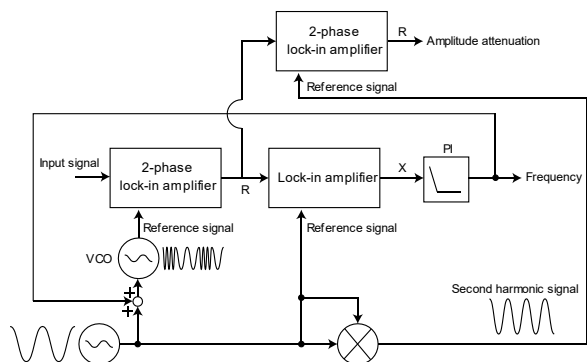 2-phase
lock-in amplifier
R
Amplitude attenuation
Reference signal
Input signal
2-phase
lock-in amplifier
R
Lock-in amplifier
X
PI
Frequency
Reference signal
Reference signal
VCO
+
+
Second harmonic signal